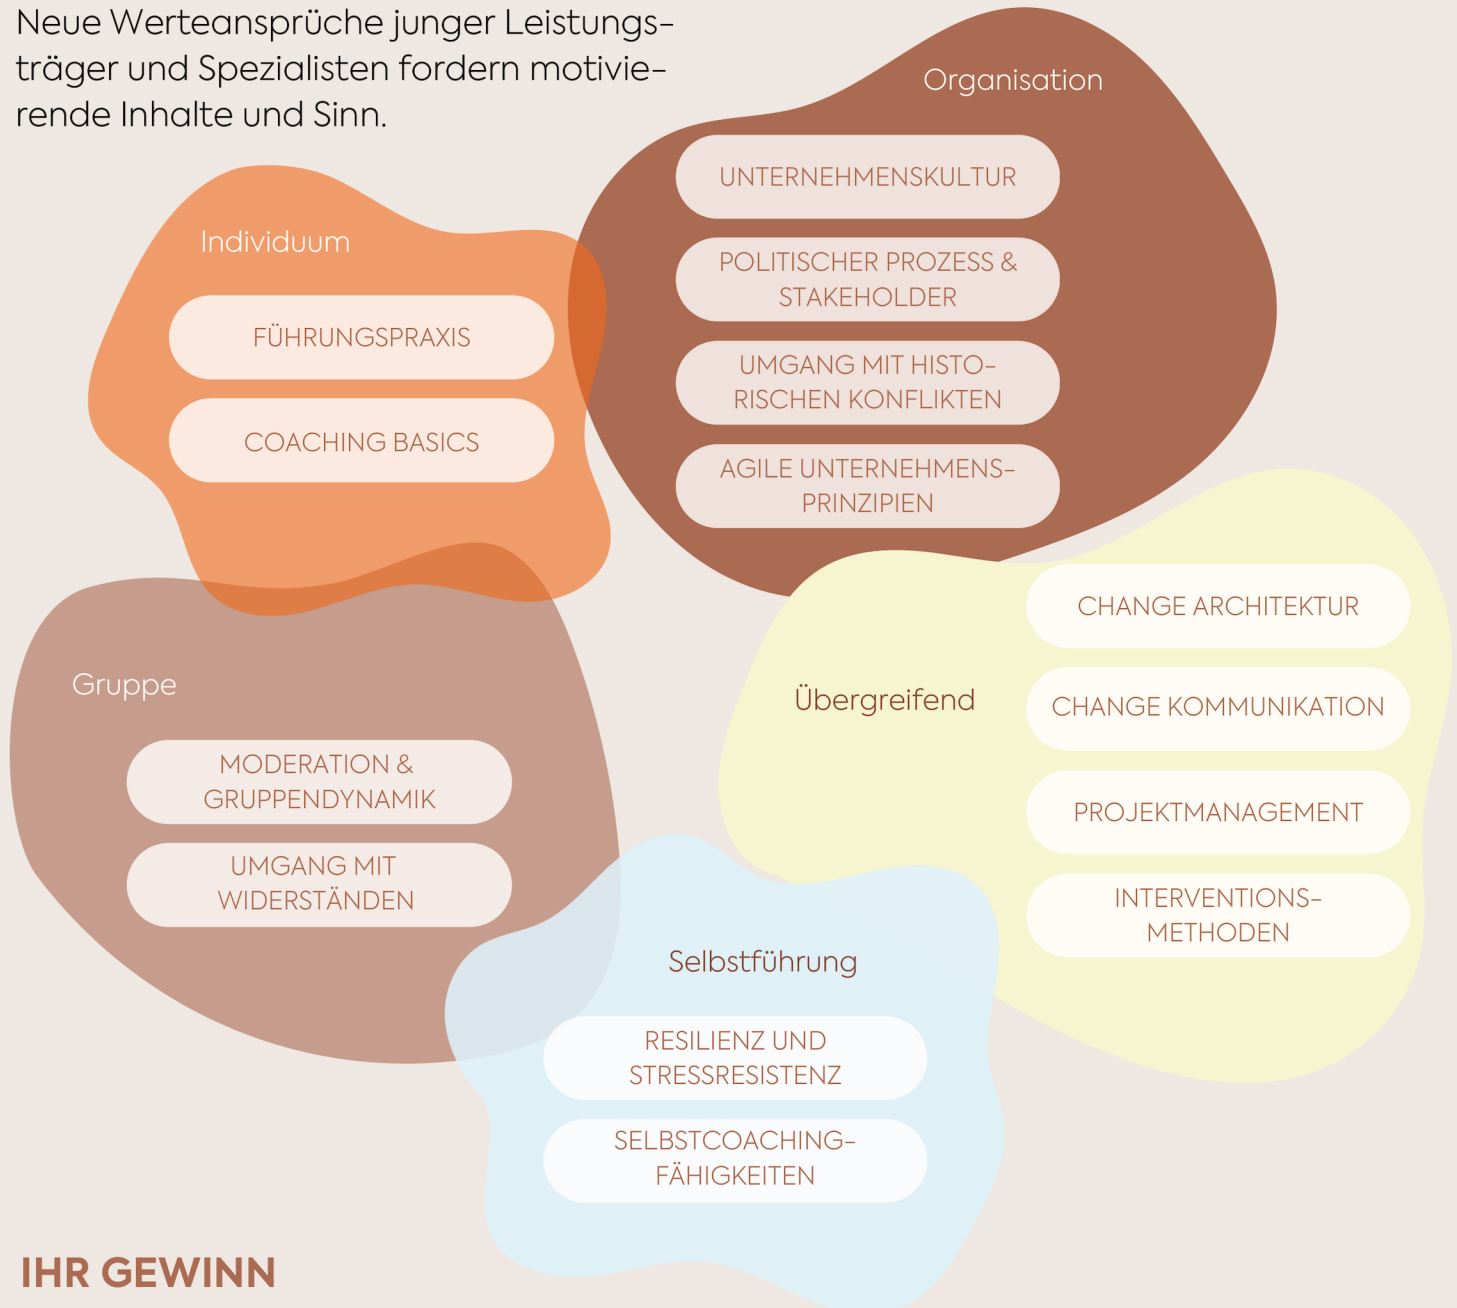 Neue Werteansprüche junger Leistungs-
träger und Spezialisten fordern motivie-
rende Inhalte und Sinn.
Organisation
UNTERNEHMENSKULTUR
POLITISCHER PROZESS &
STAKEHOLDER
UMGANG MIT HISTO-
RISCHEN KONFLIKTEN
AGILE UNTERNEHMENS-
PRINZIPIEN
Individuum
FÜHRUNGSPRAXIS
COACHING BASICS
Gruppe
MODERATION &
GRUPPENDYNAMIK
UMGANG MIT
WIDERSTÄNDEN
Übergreifend
CHANGE ARCHITEKTUR
CHANGE KOMMUNIKATION
PROJEKTMANAGEMENT
INTERVENTIONS-
METHODEN
Selbstführung
RESILIENZ UND
STRESSRESISTENZ
SELBSTCOACHING-
FÄHIGKEITEN
IHR GEWINN